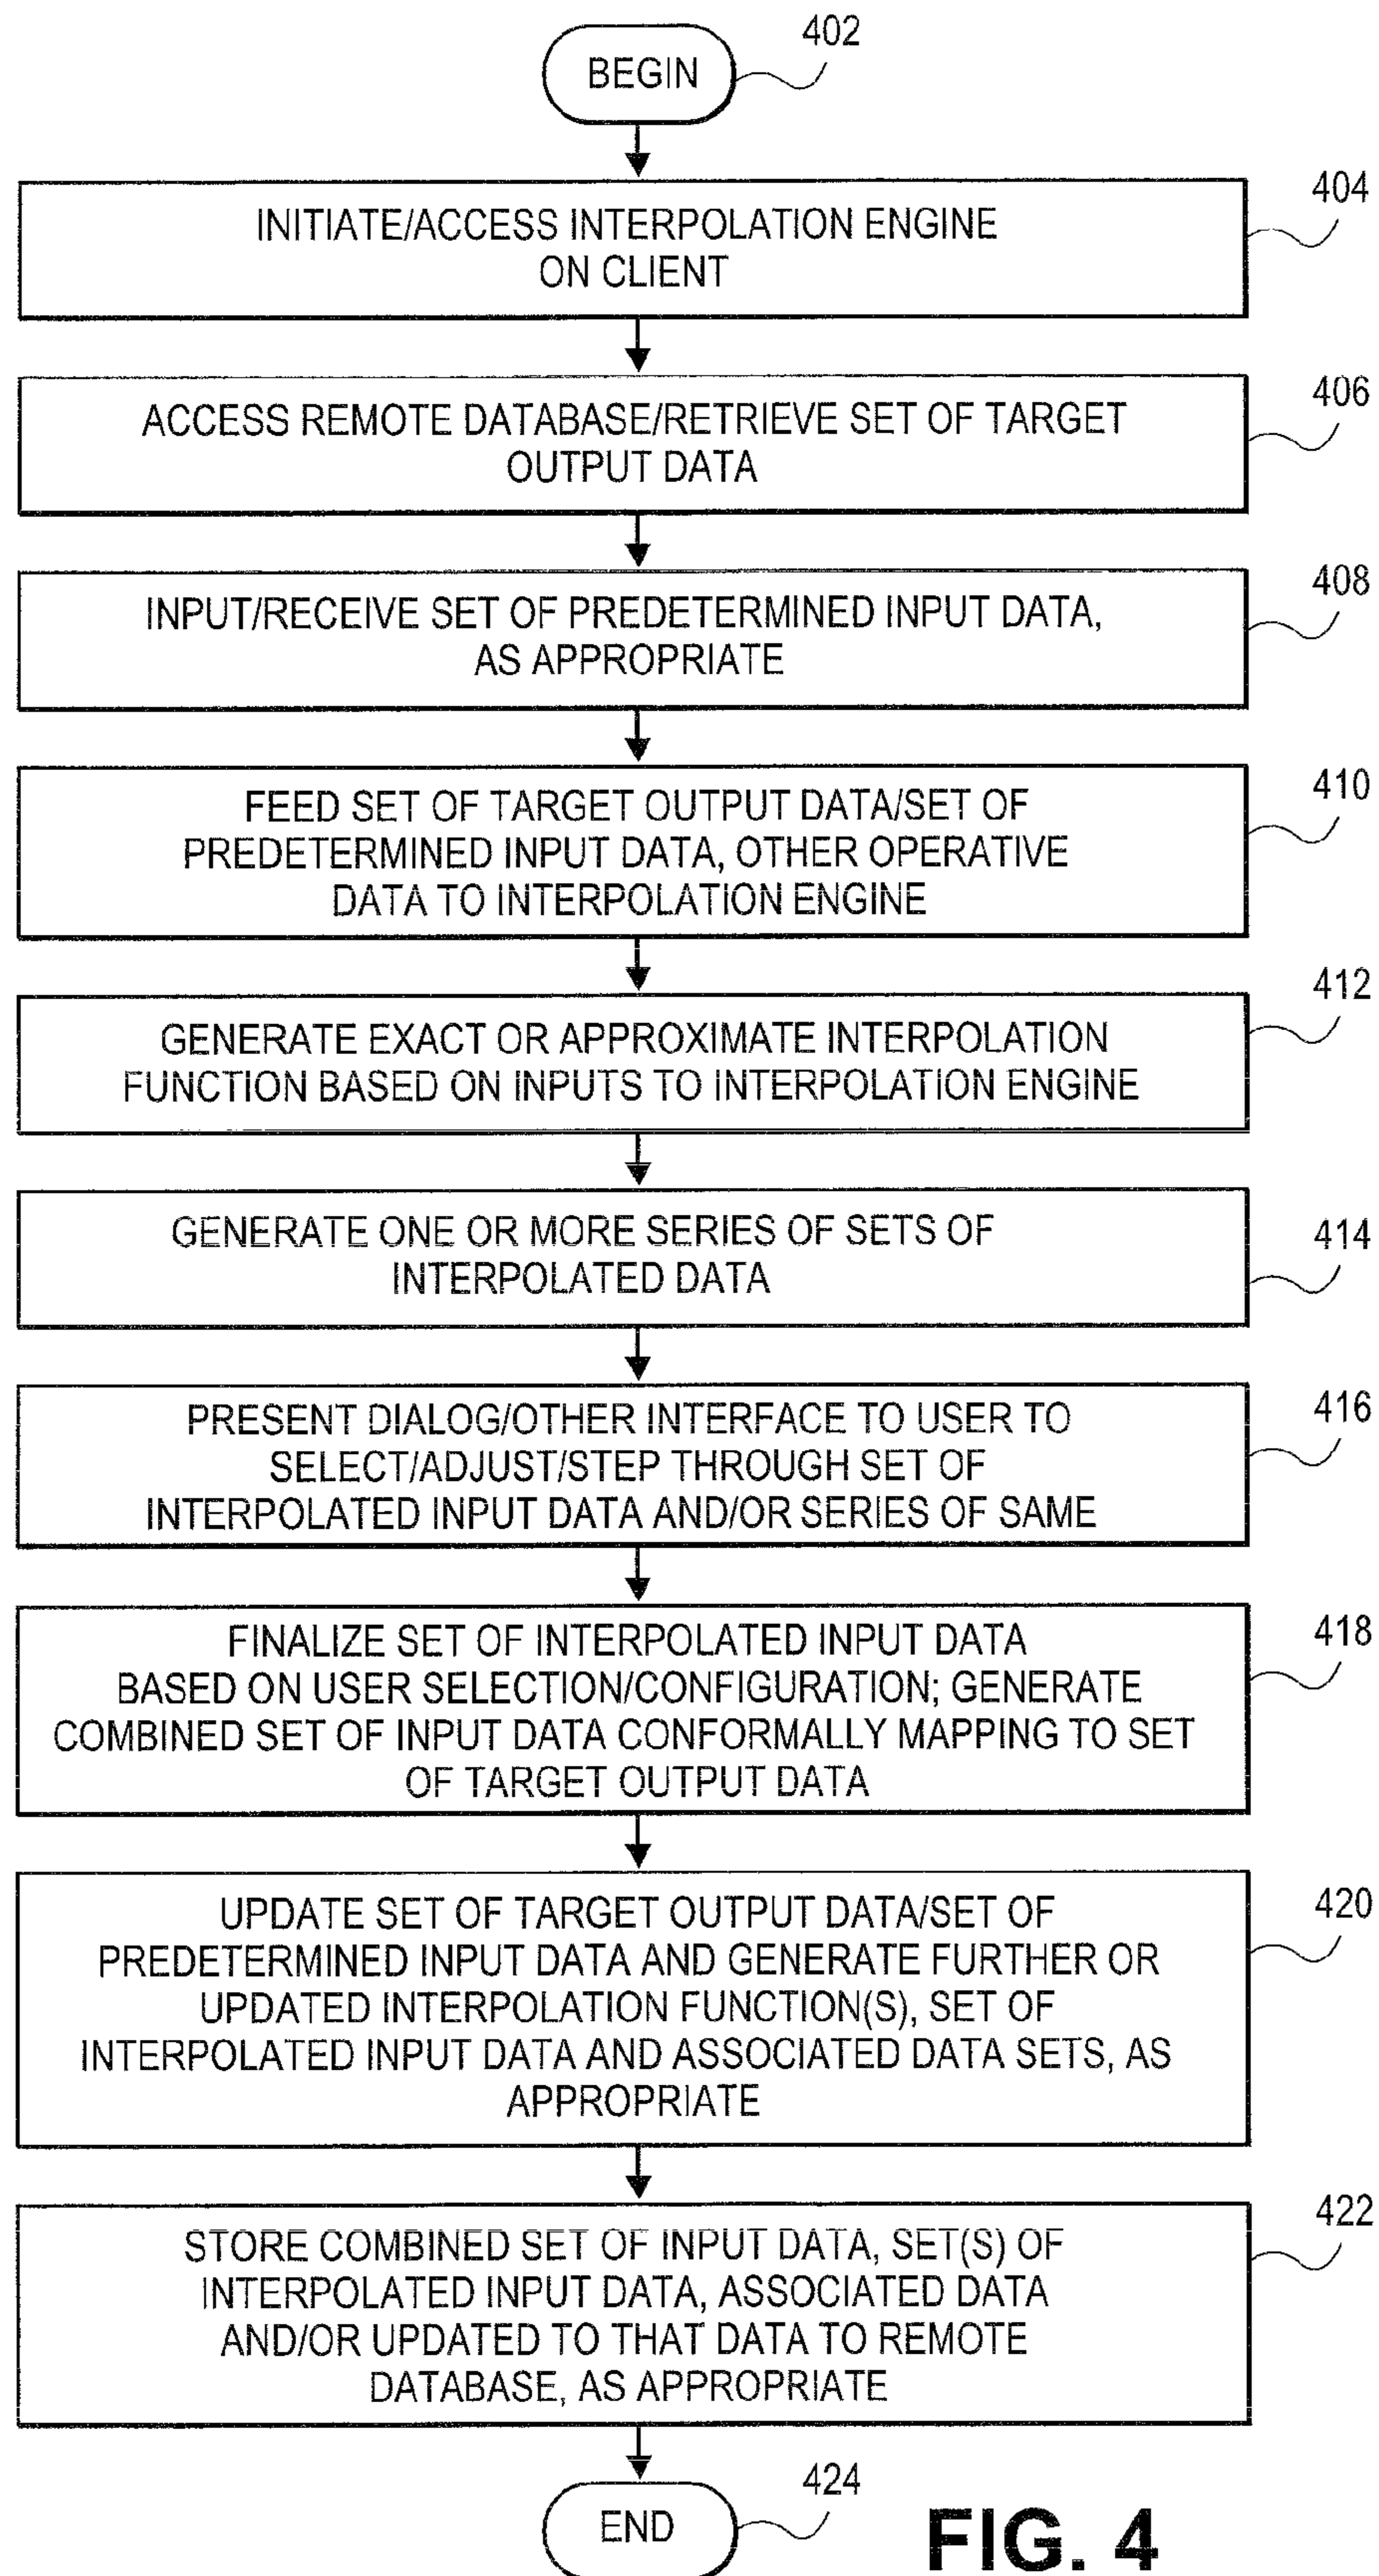 402
BEGIN
404
INITIATE/ACCESS INTERPOLATION ENGINE
ON CLIENT
406
ACCESS REMOTE DATABASE/RETRIEVE SET OF TARGET
OUTPUT DATA
408
INPUT/RECEIVE SET OF PREDETERMINED INPUT DATA,
AS APPROPRIATE
410
FEED SET OF TARGET OUTPUT DATA/SET OF
PREDETERMINED INPUT DATA, OTHER OPERATIVE
DATA TO INTERPOLATION ENGINE
412
GENERATE EXACT OR APPROXIMATE INTERPOLATION
FUNCTION BASED ON INPUTS TO INTERPOLATION ENGINE
414
GENERATE ONE OR MORE SERIES OF SETS OF
INTERPOLATED DATA
416
PRESENT DIALOG/OTHER INTERFACE TO USER TO
SELECT/ADJUST/STEP THROUGH SET OF
INTERPOLATED INPUT DATA AND/OR SERIES OF SAME
418
FINALIZE SET OF INTERPOLATED INPUT DATA
BASED ON USER SELECTION/CONFIGURATION; GENERATE
COMBINED SET OF INPUT DATA CONFORMALLY MAPPING TO SET
OF TARGET OUTPUT DATA
420
UPDATE SET OF TARGET OUTPUT DATA/SET OF
PREDETERMINED INPUT DATA AND GENERATE FURTHER OR
UPDATED INTERPOLATION FUNCTION(S), SET OF
INTERPOLATED INPUT DATA AND ASSOCIATED DATA SETS, AS
APPROPRIATE
422
STORE COMBINED SET OF INPUT DATA, SET(S) OF
INTERPOLATED INPUT DATA, ASSOCIATED DATA
AND/OR UPDATED TO THAT DATA TO REMOTE
DATABASE, AS APPROPRIATE
424
END
FIG. 4